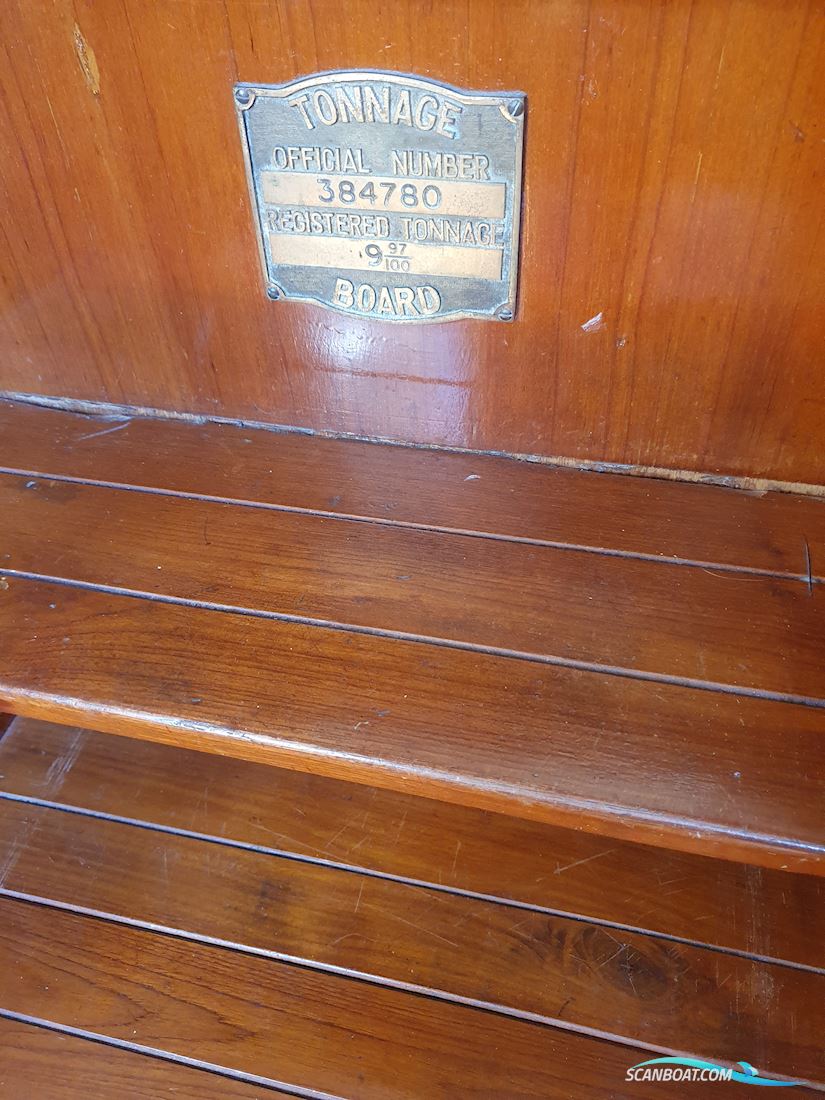 TONNAGE
OFFICIAL NUMBER
384780
REGISTERED TONNAGE
9 97/100
BOARD
SCANBOAT.COM